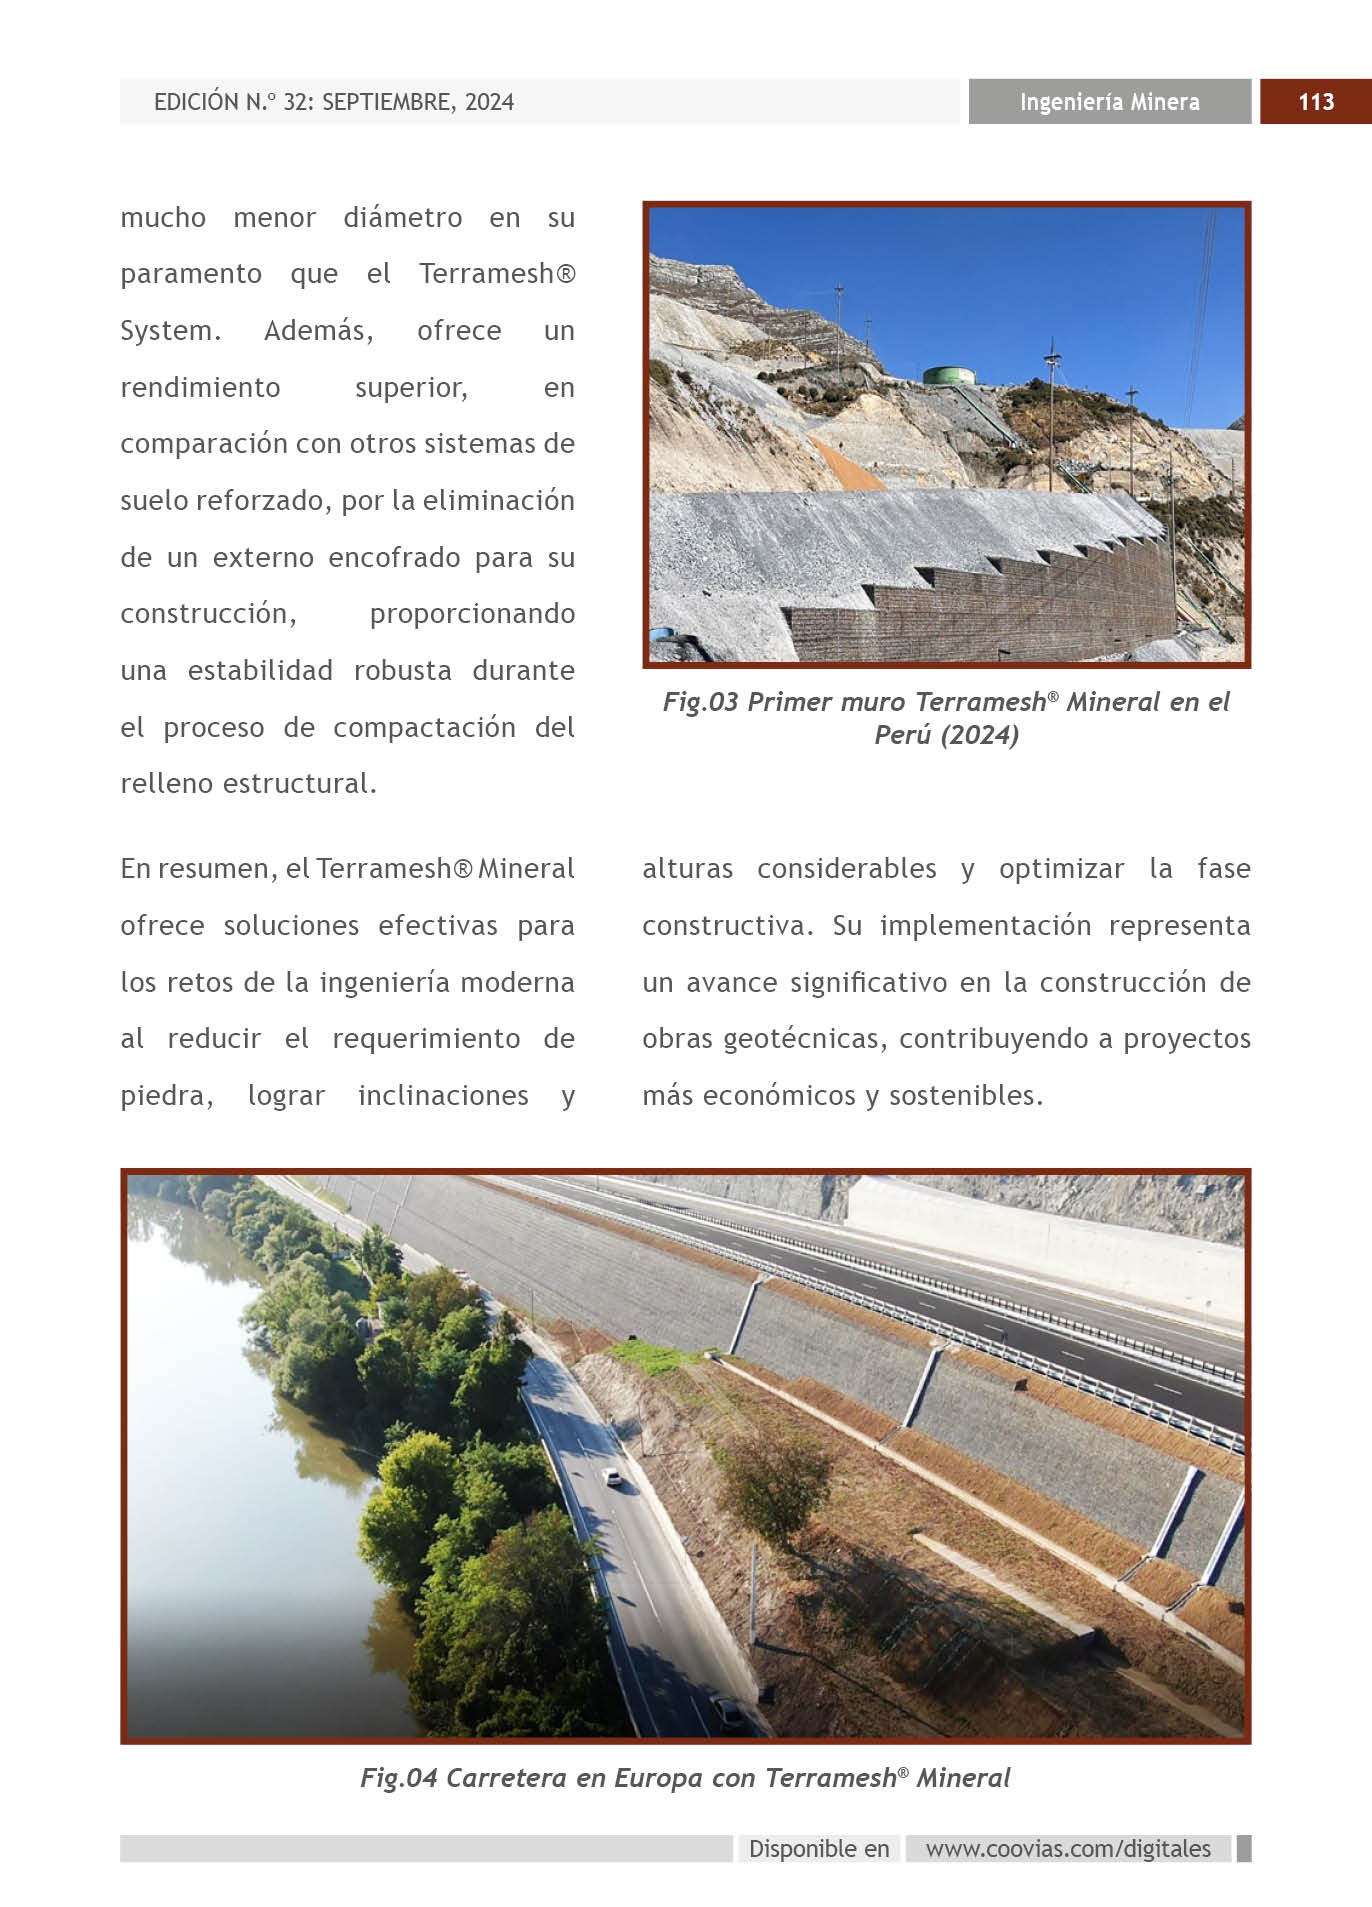 EDICIÓN N.º 32: SEPTIEMBRE, 2024
Ingeniería Minera
113
mucho menor diámetro en su
paramento que el Terramesh®
System. Además, ofrece un
rendimiento superior, en
comparación con otros sistemas de
suelo reforzado, por la eliminación
de un externo encofrado para su
construcción, proporcionando
una estabilidad robusta durante
el proceso de compactación del
relleno estructural.
Fig.03 Primer muro Terramesh® Mineral en el
Perú (2024)
En resumen, el Terramesh® Mineral
ofrece soluciones efectivas para
los retos de la ingeniería moderna
al reducir el requerimiento de
piedra, lograr inclinaciones y
alturas considerables y optimizar la fase
constructiva. Su implementación representa
un avance significativo en la construcción de
obras geotécnicas, contribuyendo a proyectos
más económicos y sostenibles.
Fig.04 Carretera en Europa con Terramesh® Mineral
Disponible en
www.coovias.com/digitales